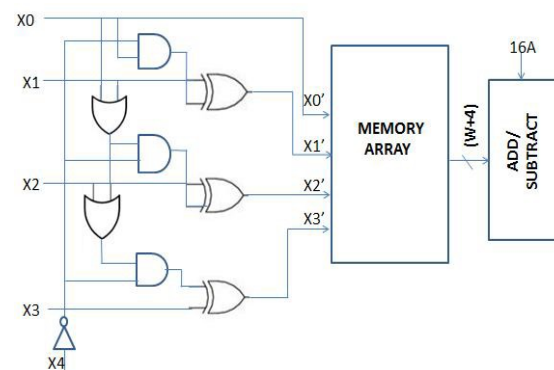 X0
X1
X2
X3
X4
X0’
X1’
X2’
X3’
MEMORY
ARRAY
(W+4)
16A
ADD/
SUBTRACT